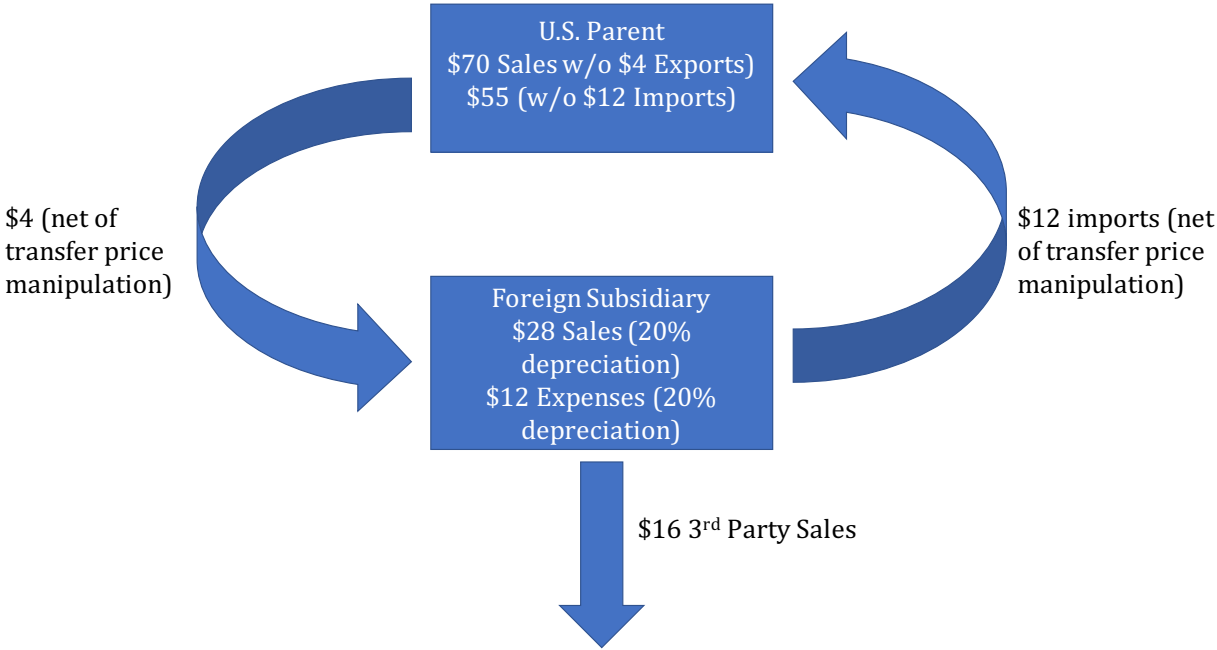 U.S. Parent
$70 Sales w/o $4 Exports)
$55 (w/o $12 Imports)
$4 (net of
transfer price
manipulation)
$12 imports (net
of transfer price
manipulation)
Foreign Subsidiary
$28 Sales (20%
depreciation)
$12 Expenses (20%
depreciation)
$16 3rd Party Sales